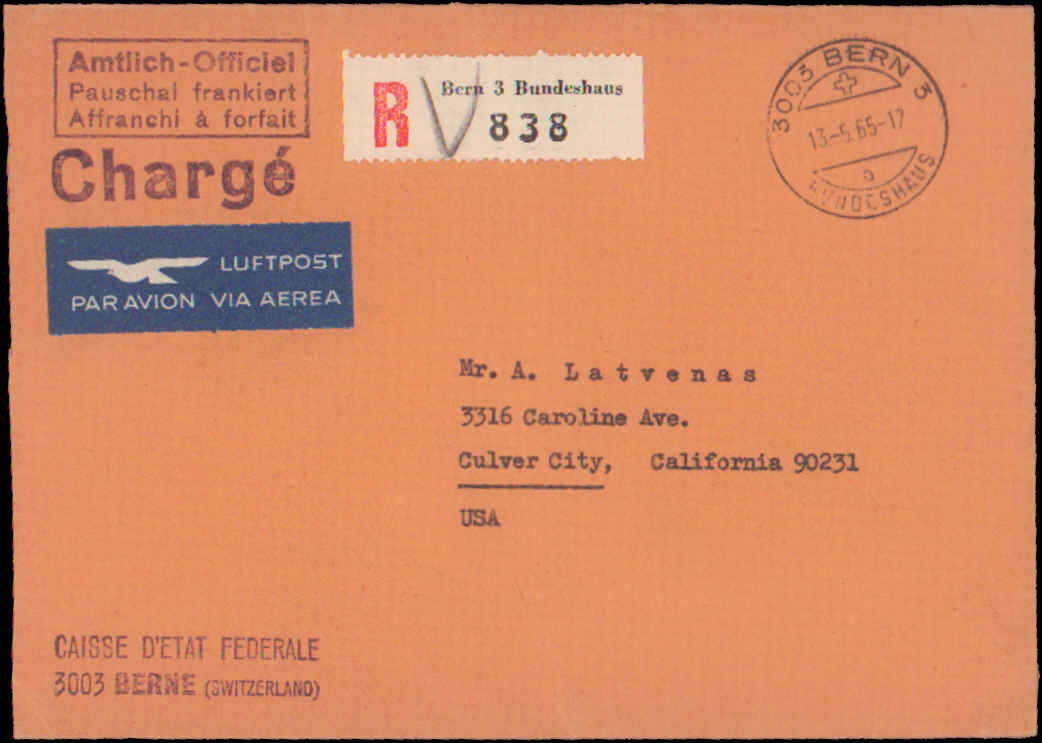 Amtlich-Officiel
Pauschal frankiert
Affranchi à forfait
Chargé
R
Bern 3 Bundeshaus
838
3003 BERN 3
13-5.65-17
a
BUNDESHAUS
LUFTPOST
PAR AVION VIA AEREA
Mr. A. Latvenas
3316 Caroline Ave.
Culver City, California 90231
USA
CAISSE D'ETAT FEDERALE
3003 BERNE (SWITZERLAND)